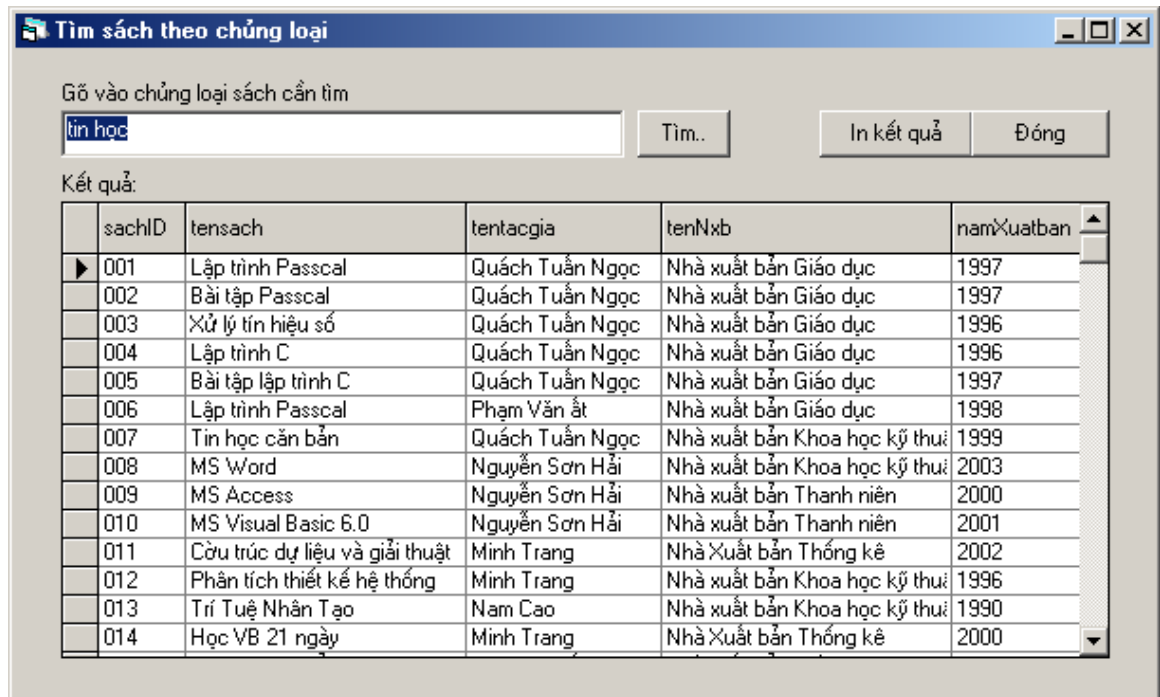 Tìm sách theo chủng loại
Gõ vào chủng loại sách cần tìm
tin học Tìm.. In kết quả Đóng
Kết quả:
sachID tensach tentacgia tenNxb namXuatban
001 Lập trình Passcal Quách Tuấn Ngọc Nhà xuất bản Giáo dục 1997
002 Bài tập Passcal Quách Tuấn Ngọc Nhà xuất bản Giáo dục 1997
003 Xử lý tín hiệu số Quách Tuấn Ngọc Nhà xuất bản Giáo dục 1996
004 Lập trình C Quách Tuấn Ngọc Nhà xuất bản Giáo dục 1996
005 Bài tập lập trình C Quách Tuấn Ngọc Nhà xuất bản Giáo dục 1997
006 Lập trình Passcal Phạm Văn ất Nhà xuất bản Giáo dục 1998
007 Tin học căn bản Quách Tuấn Ngọc Nhà xuất bản Khoa học kỹ 1999
008 MS Word Nguyễn Sơn Hải Nhà xuất bản Khoa học kỹ 2003
009 MS Access Nguyễn Sơn Hải Nhà xuất bản Thanh niên 2000
010 MS Visual Basic 6.0 Nguyễn Sơn Hải Nhà xuất bản Thanh niên 2001
011 Cờu trúc dự liệu và giải thuật Minh Trang Nhà Xuất bản Thống kê 2002
012 Phân tích thiết kế hệ thống Minh Trang Nhà xuất bản Khoa học kỹ 1996
013 Trí Tuệ Nhân Tạo Nam Cao Nhà xuất bản Khoa học kỹ 1990
014 Học VB 21 ngày Minh Trang Nhà Xuất bản Thống kê 2000